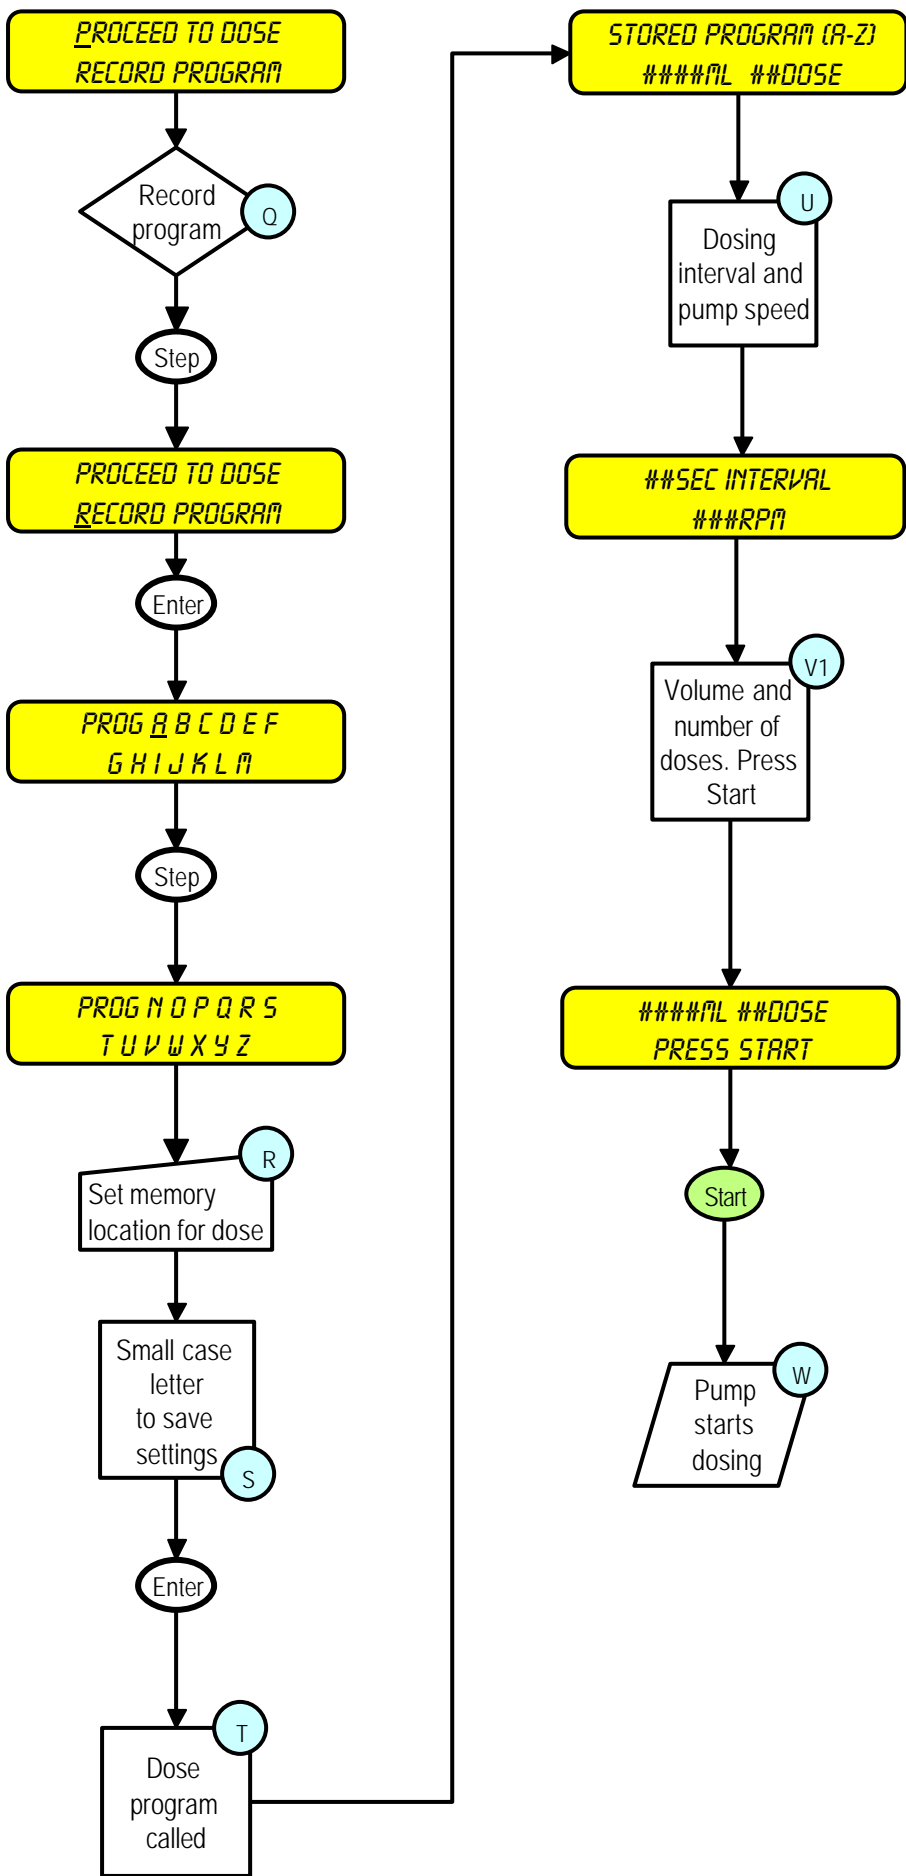 PROCEED TO DOSE
RECORD PROGRAM
Record
program
Q
Step
PROCEED TO DOSE
RECORD PROGRAM
Enter
PROG A B C D E F
G H I J K L M
Step
PROG N O P Q R S
T U V W X Y Z
R
Set memory
location for dose
Small case
letter
to save
settings
S
Enter
T
Dose
program
called
STORED PROGRAM (A-Z)
####ML ##DOSE
U
Dosing
interval and
pump speed
##SEC INTERVAL
###RPM
V1
Volume and
number of
doses. Press
Start
####ML ##DOSE
PRESS START
Start
W
Pump
starts
dosing